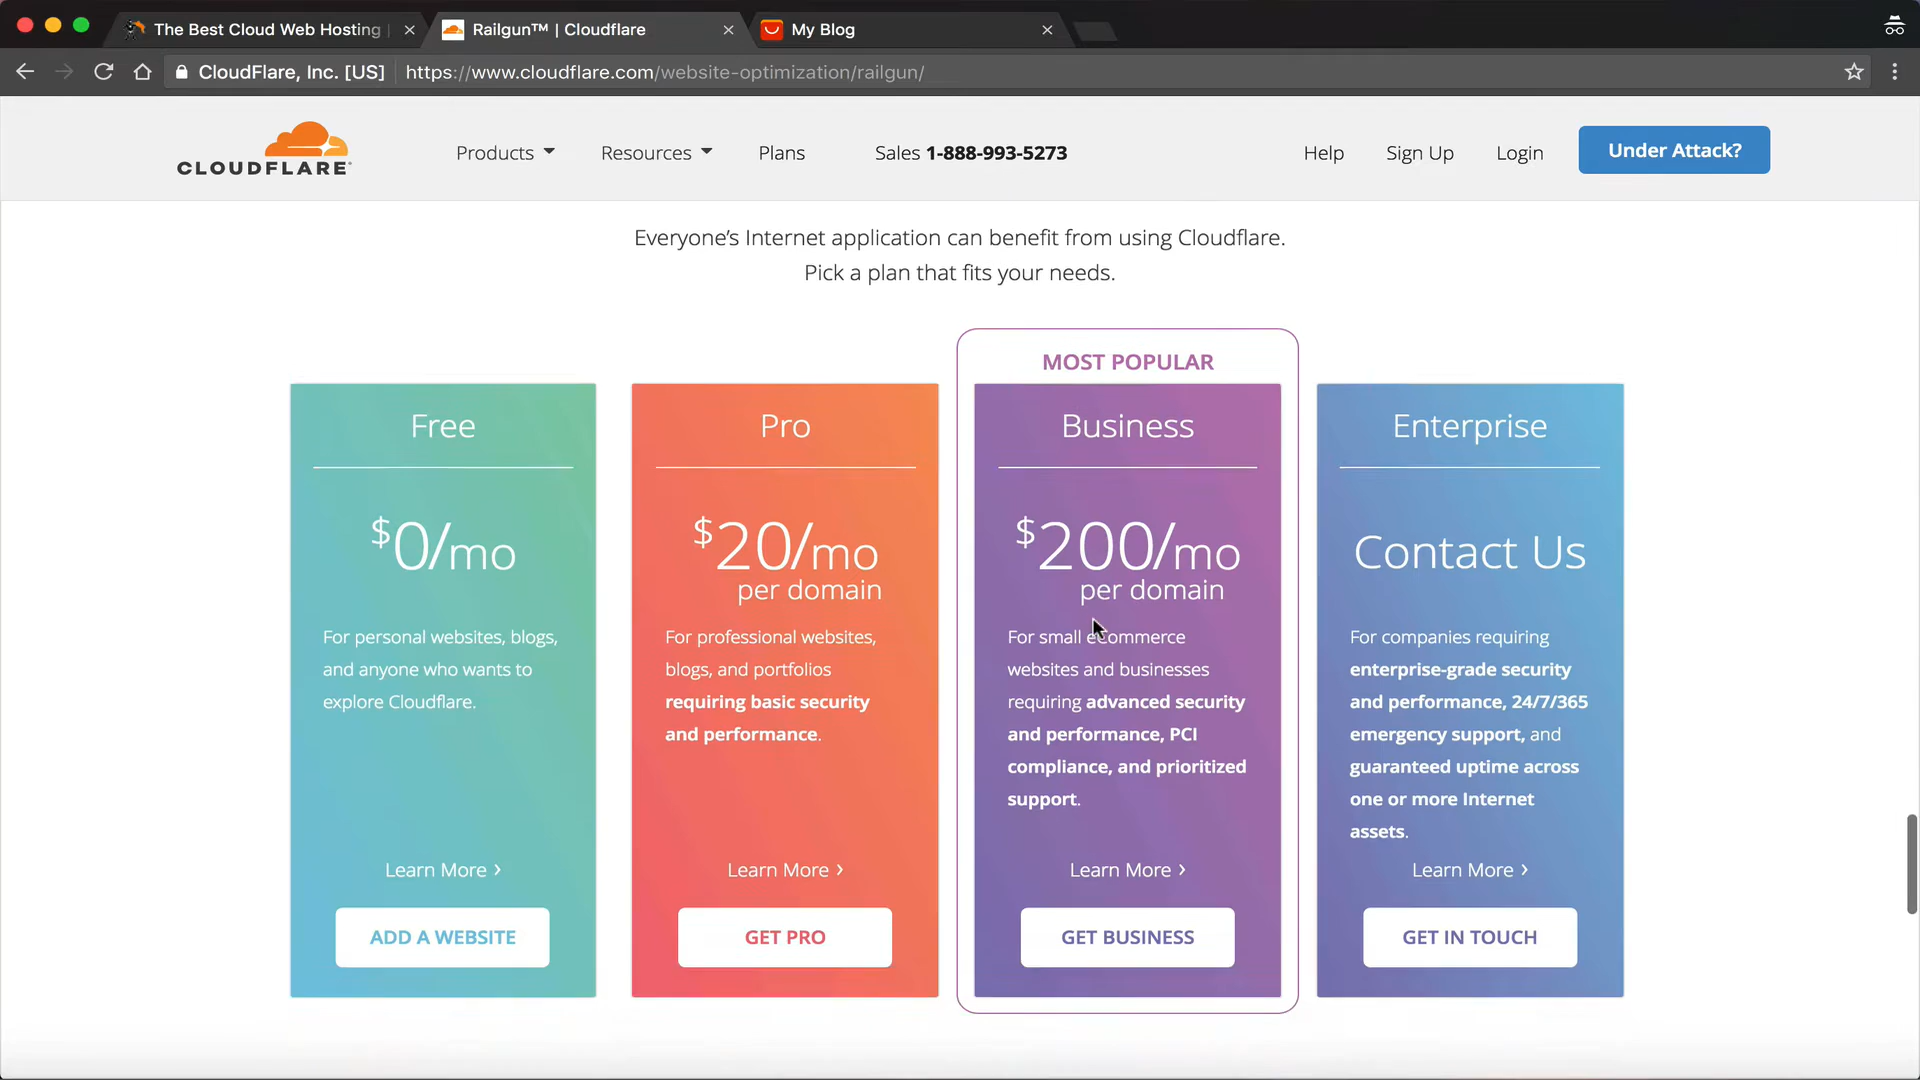 The Best Cloud Web Hosting
Railgun™ | Cloudflare
My Blog
CloudFlare, Inc. [US]
https://www.cloudflare.com/website-optimization/railgun/
CLOUDFLARE
Products
Resources
Plans
Sales 1-888-993-5273
Help
Sign Up
Login
Under Attack?
Everyone's Internet application can benefit from using Cloudflare.
Pick a plan that fits your needs.
Free
$0/mo
For personal websites, blogs,
and anyone who wants to
explore Cloudflare.
Learn More ›
ADD A WEBSITE
Pro
$20/mo
per domain
For professional websites,
blogs, and portfolios
requiring basic security
and performance.
Learn More ›
GET PRO
MOST POPULAR
Business
$200/mo
per domain
For small eCommerce
websites and businesses
requiring advanced security
and performance, PCI
compliance, and prioritized
support.
Learn More ›
GET BUSINESS
Enterprise
Contact Us
For companies requiring
enterprise-grade security
and performance, 24/7/365
emergency support, and
guaranteed uptime across
one or more Internet
assets.
Learn More ›
GET IN TOUCH